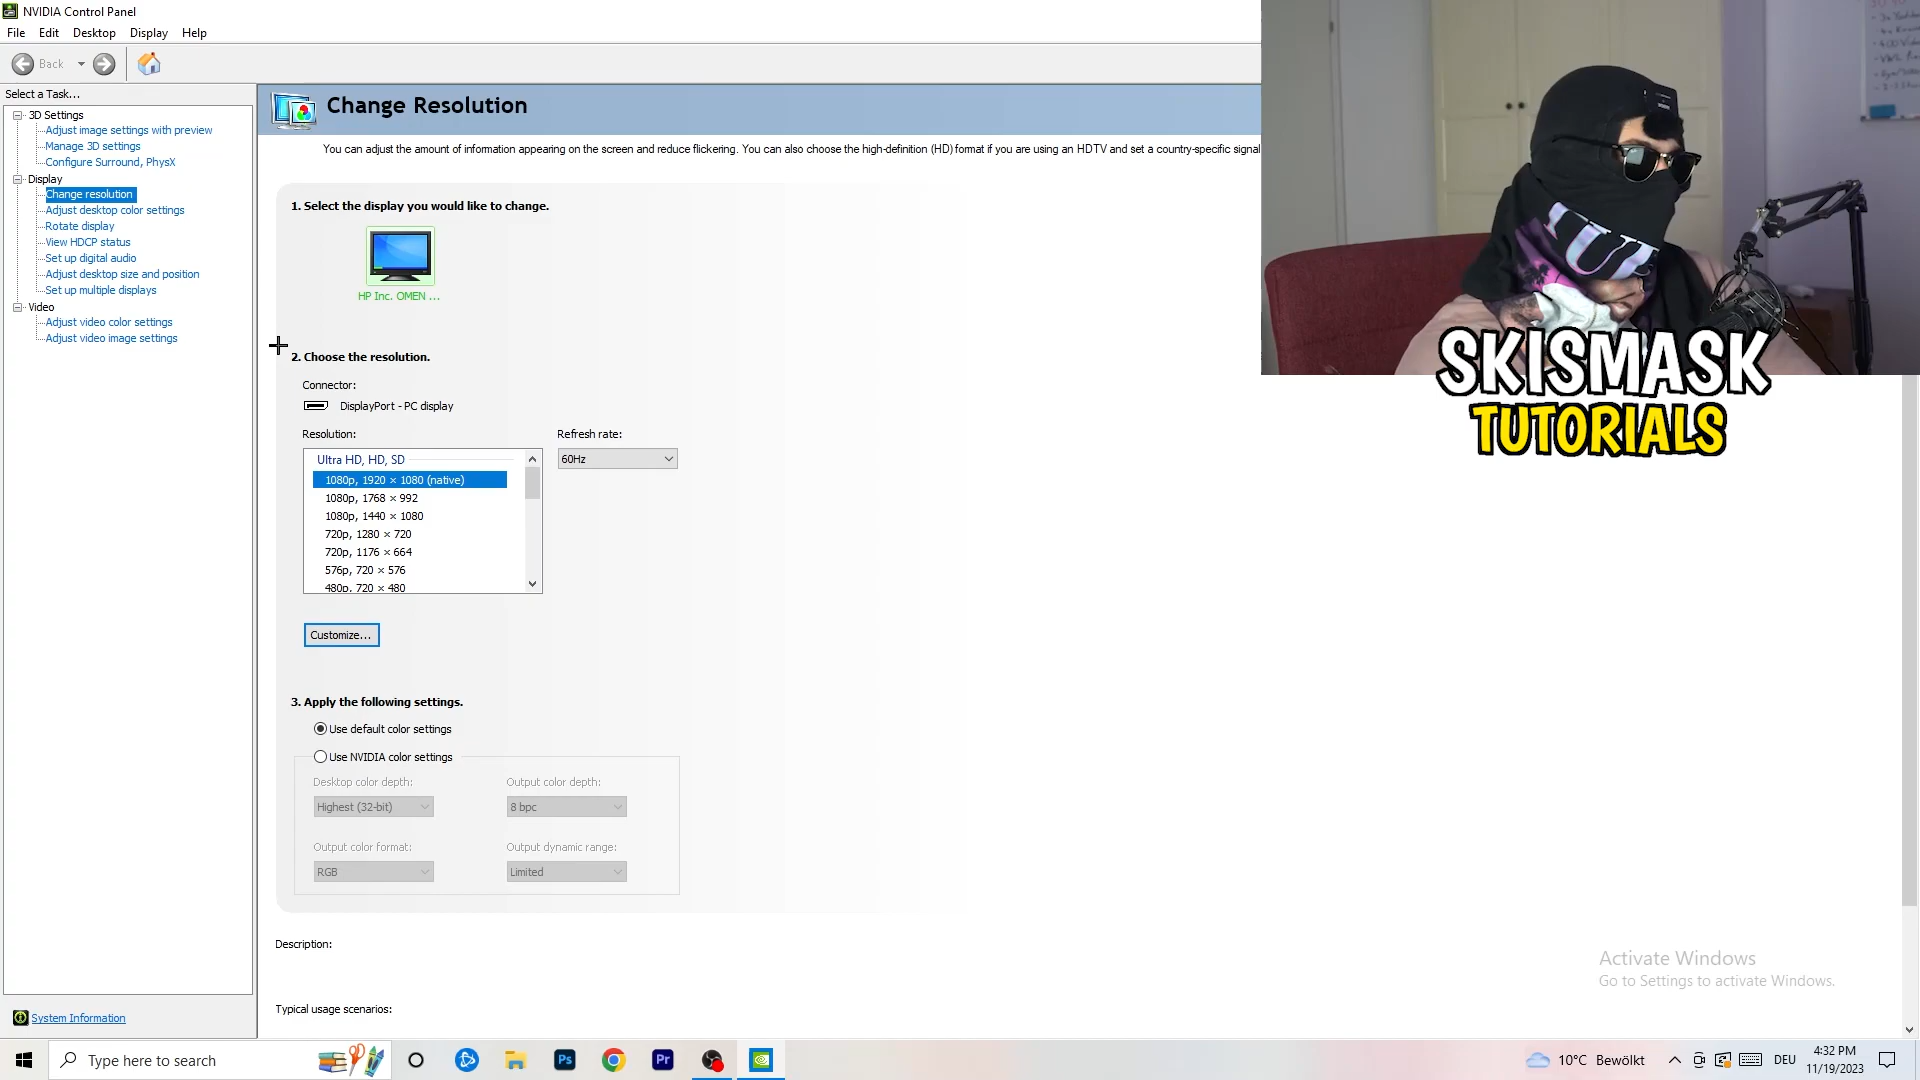 NVIDIA Control Panel
File Edit Desktop Display Help
Back
Select a Task...
3D Settings
Adjust image settings with preview
Manage 3D settings
Configure Surround, PhysX
Display
Change resolution
Adjust desktop color settings
Rotate display
View HDCP status
Set up digital audio
Adjust desktop size and position
Set up multiple displays
Video
Adjust video color settings
Adjust video image settings
System Information
Change Resolution
You can adjust the amount of information appearing on the screen and reduce flickering. You can also choose the high-definition (HD) format if you are using an HDTV and set a country-specific signal
1. Select the display you would like to change.
HP Inc. OMEN ...
2. Choose the resolution.
Connector:
DisplayPort - PC display
Resolution:
Refresh rate:
Ultra HD, HD, SD
60Hz
1080p, 1920 × 1080 (native)
1080p, 1768 × 992
1080p, 1440 × 1080
720p, 1280 × 720
720p, 1176 × 664
576p, 720 × 576
480p, 720 × 480
Customize...
3. Apply the following settings.
Use default color settings
Use NVIDIA color settings
Desktop color depth:
Output color depth:
Highest (32-bit)
8 bpc
Output color format:
Output dynamic range:
RGB
Limited
Description:
Typical usage scenarios:
SKISMASK
TUTORIALS
Activate Windows
Go to Settings to activate Windows.
Type here to search
Ps
Pr
10°C Bewölkt
DEU
4:32 PM
11/19/2023